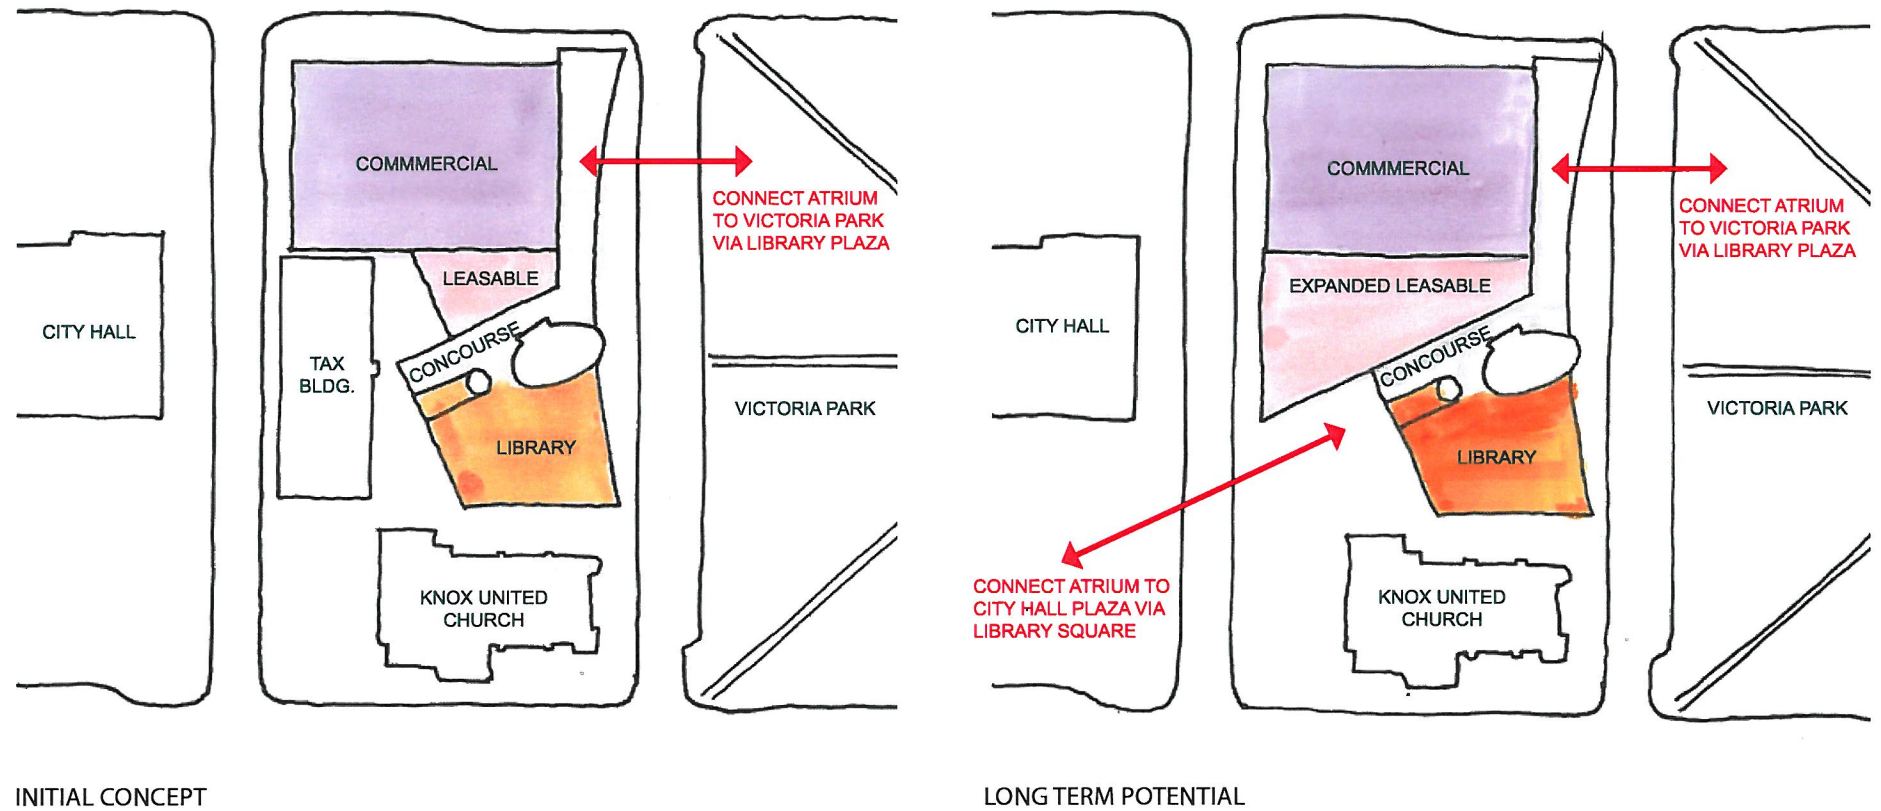 COMMMERCIAL
CONNECT ATRIUM
TO VICTORIA PARK
VIA LIBRARY PLAZA
LEASABLE
CITY HALL
CONCOURSE
TAX
BLDG.
VICTORIA PARK
LIBRARY
KNOX UNITED
CHURCH
INITIAL CONCEPT
COMMMERCIAL
CONNECT ATRIUM
TO VICTORIA PARK
VIA LIBRARY PLAZA
EXPANDED LEASABLE
CITY HALL
CONCOURSE
VICTORIA PARK
LIBRARY
CONNECT ATRIUM TO
CITY HALL PLAZA VIA
LIBRARY SQUARE
KNOX UNITED
CHURCH
LONG TERM POTENTIAL